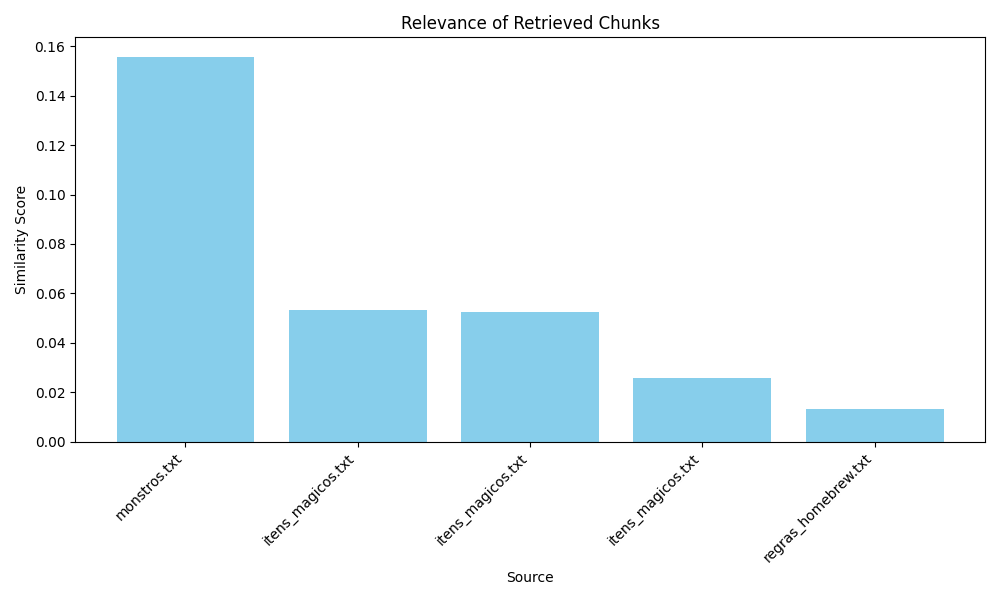 Relevance of Retrieved Chunks
Similarity Score
0.16
0.14
0.12
0.10
0.08
0.06
0.04
0.02
0.00
monstros.txt
itens_magicos.txt
itens_magicos.txt
itens_magicos.txt
regras_homebrew.txt
Source